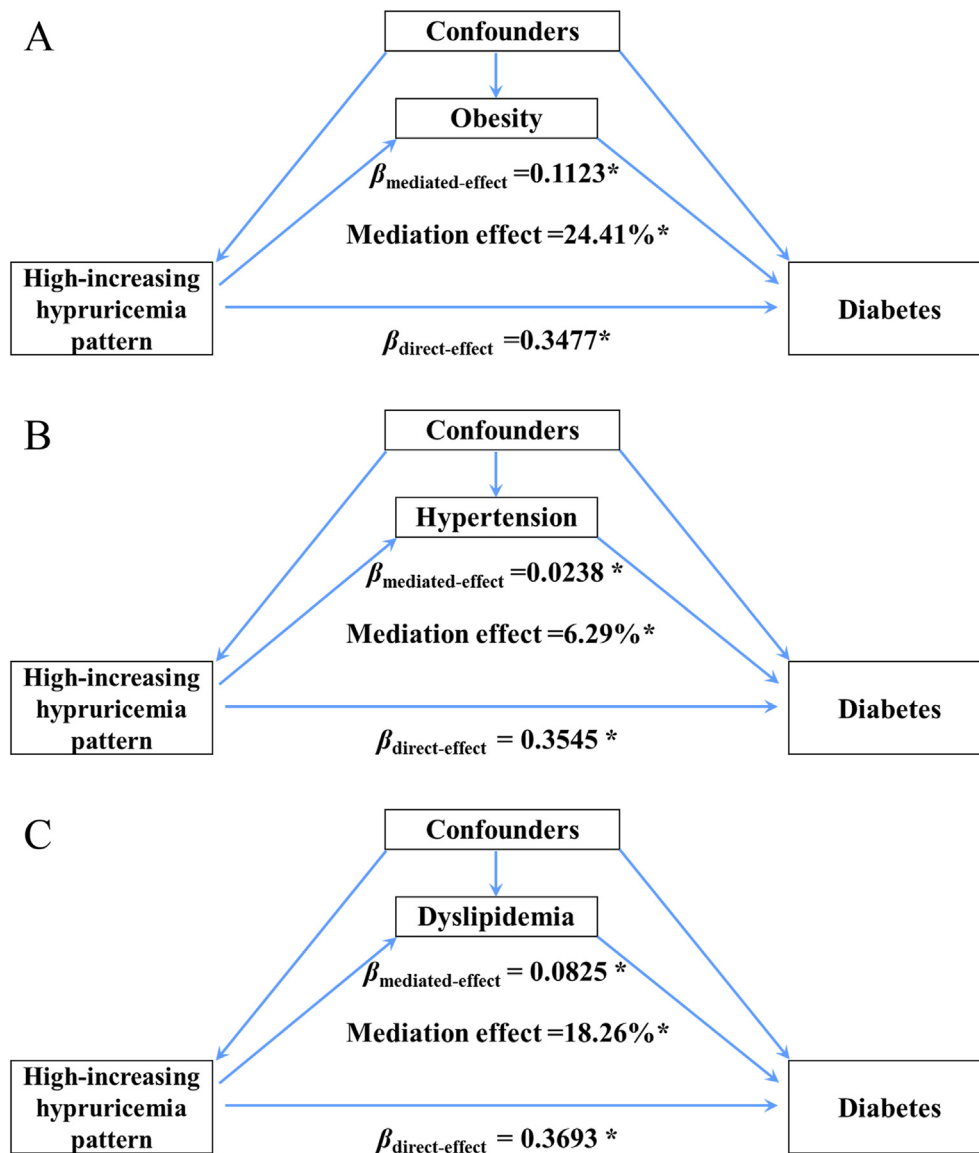 A
Confounders
Obesity
βmediated-effect =0.1123*
Mediation effect =24.41%*
High-increasing
hypruricemia
pattern
Diabetes
βdirect-effect =0.3477*
B
Confounders
Hypertension
βmediated-effect =0.0238 *
Mediation effect =6.29%*
High-increasing
hypruricemia
pattern
Diabetes
βdirect-effect = 0.3545 *
C
Confounders
Dyslipidemia
βmediated-effect = 0.0825 *
Mediation effect =18.26%*
High-increasing
hypruricemia
pattern
Diabetes
βdirect-effect = 0.3693 *